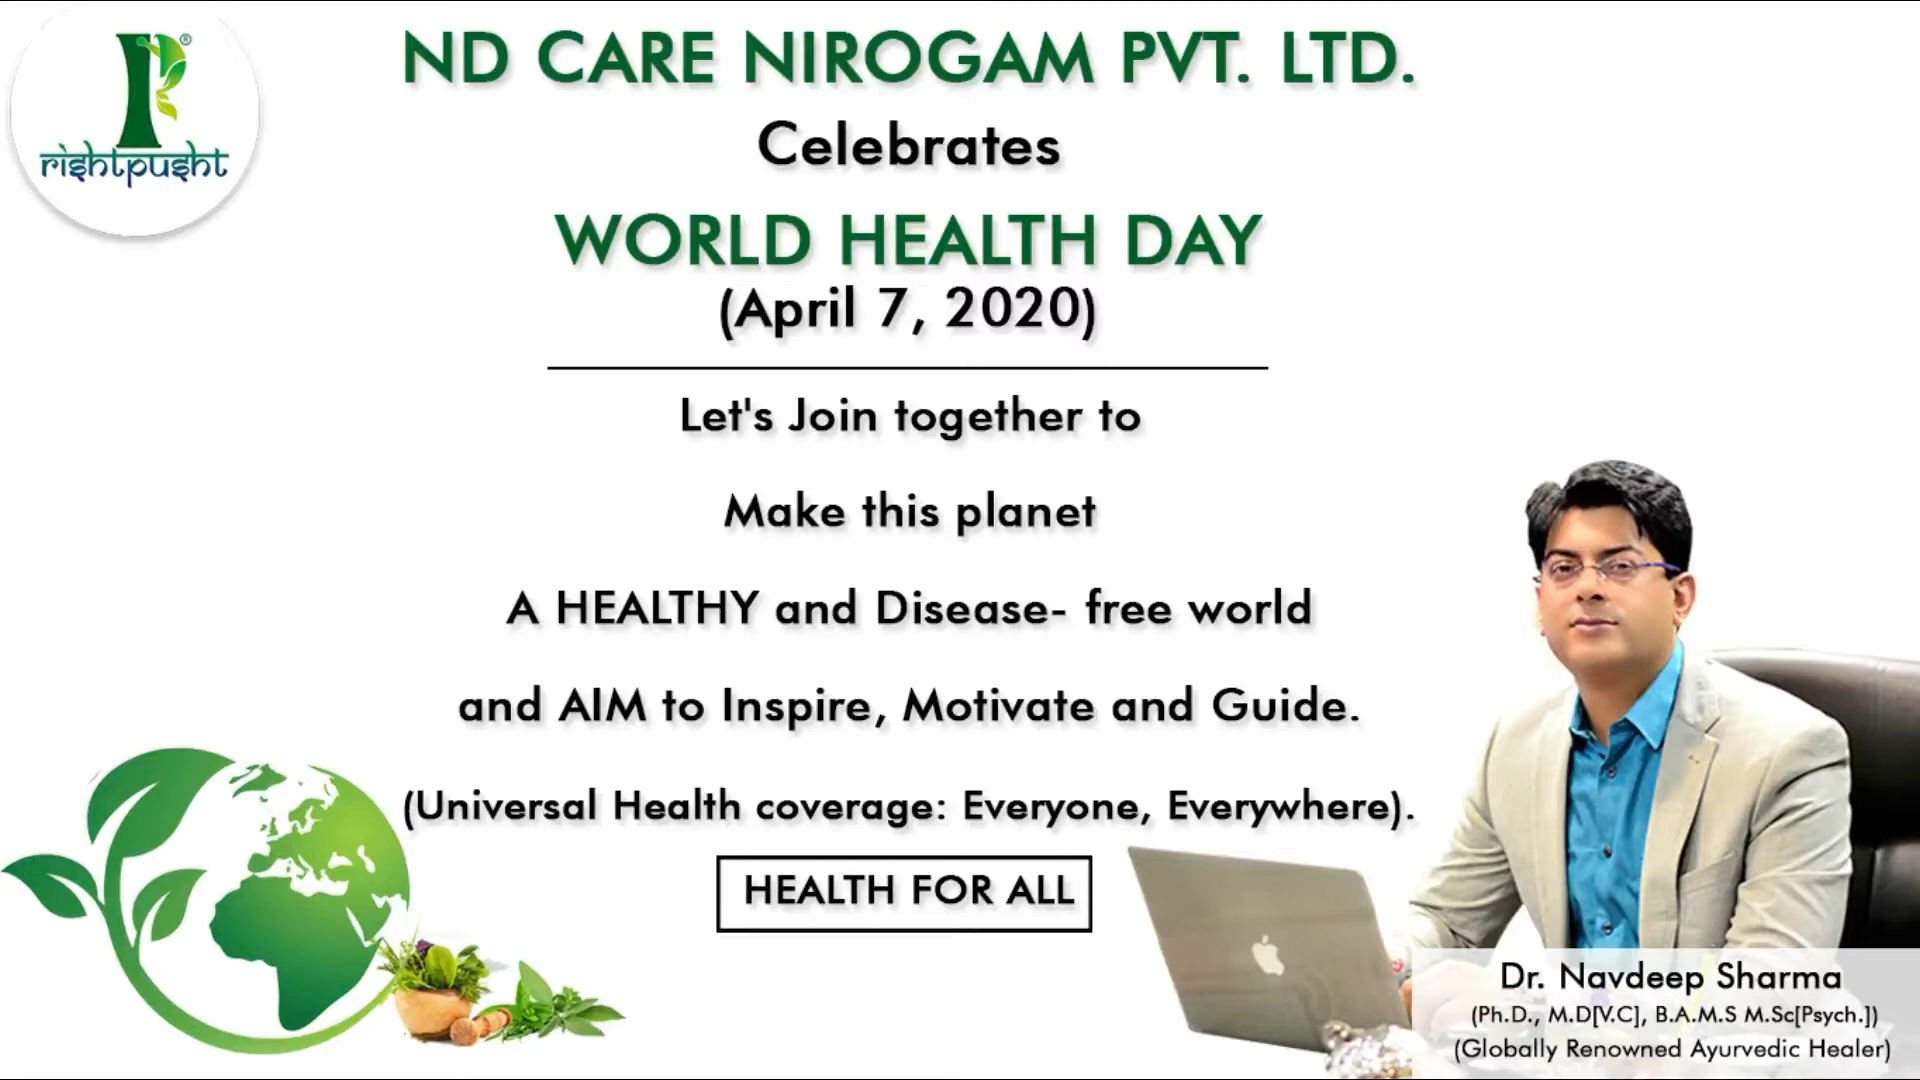 rishtpusht
ND CARE NIROGAM PVT. LTD.
Celebrates
WORLD HEALTH DAY
(April 7, 2020)
Let's Join together to
Make this planet
A HEALTHY and Disease- free world
and AIM to Inspire, Motivate and Guide.
(Universal Health coverage: Everyone, Everywhere).
HEALTH FOR ALL
Dr. Navdeep Sharma
(Ph.D., M.D[V.C], B.A.M.S M.Sc[Psych.])
(Globally Renowned Ayurvedic Healer)